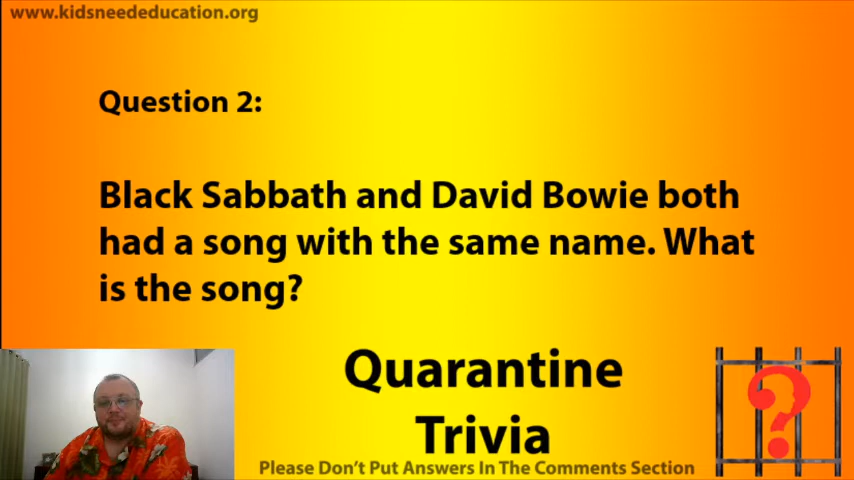 www.kidsneededucation.org
Question 2:
Black Sabbath and David Bowie both
had a song with the same name. What
is the song?
Quarantine
Trivia
Please Don't Put Answers In The Comments Section